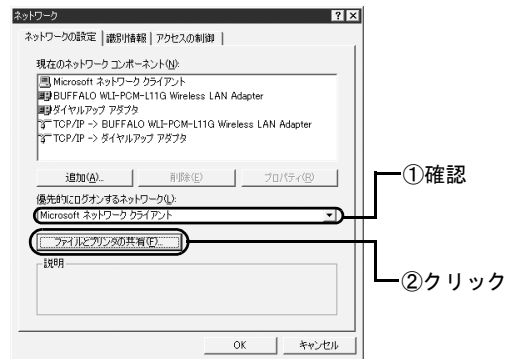 ネットワーク
ネットワークの設定 識別情報 アクセスの制御
現在のネットワーク コンポーネント(N):
Microsoft ネットワーク クライアント
BUFFALO WLI-PCM-L11G Wireless LAN Adapter
ダイヤルアップ アダプタ
TCP/IP -> BUFFALO WLI-PCM-L11G Wireless LAN Adapter
TCP/IP -> ダイヤルアップ アダプタ
追加(A)... 削除(E) プロパティ(R)
①確認
優先的にログオンするネットワーク(L):
Microsoft ネットワーク クライアント
ファイルとプリンタの共有(F)...
説明
②クリック
OK キャンセル